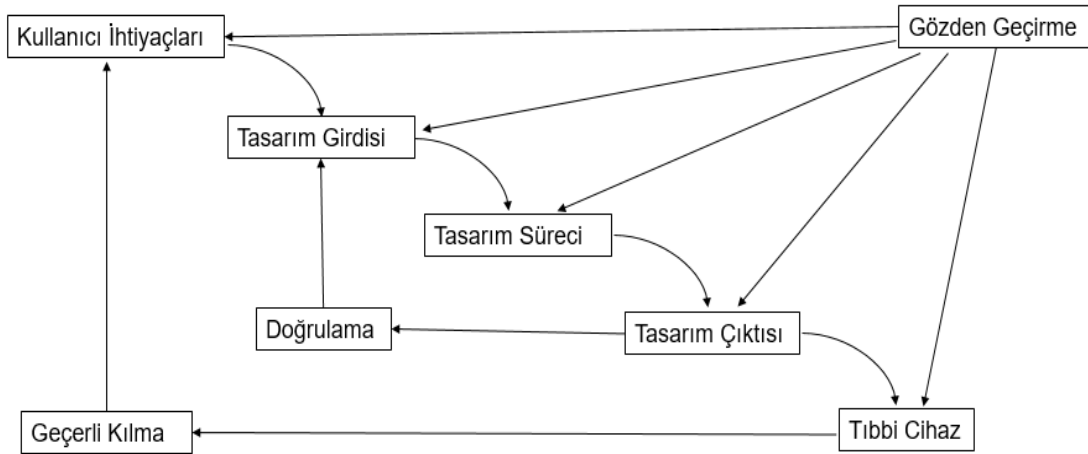 Kullanıcı İhtiyaçları
Gözden Geçirme
Tasarım Girdisi
Tasarım Süreci
Doğrulama
Tasarım Çıktısı
Geçerli Kılma
Tıbbi Cihaz